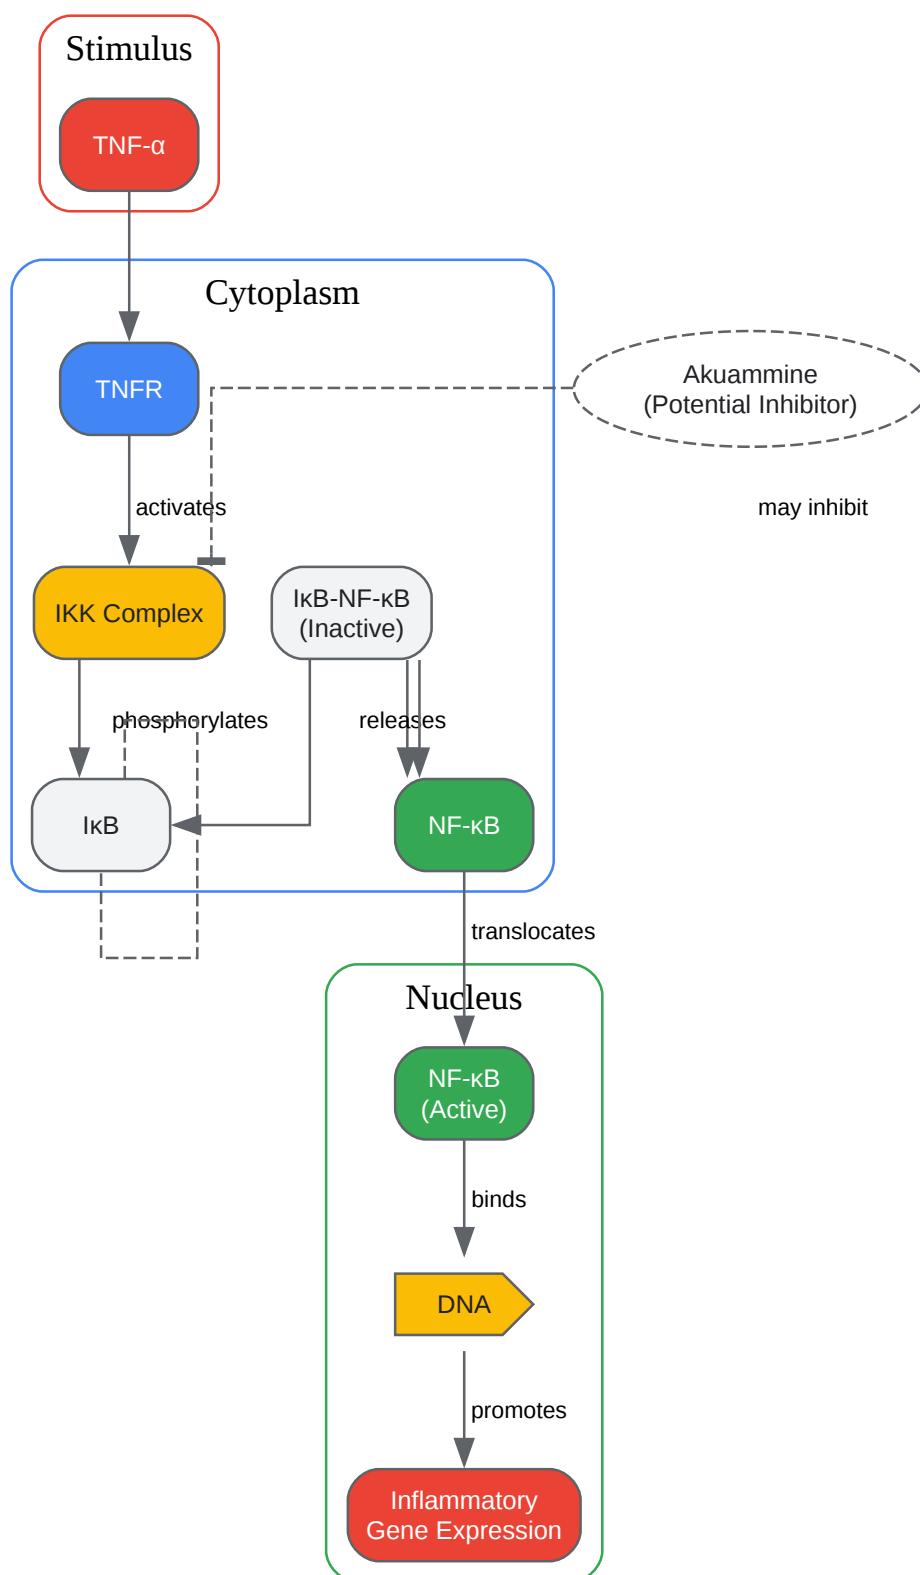 Stimulus
TNF-α
Cytoplasm
TNFR
Akuammine
(Potential Inhibitor)
activates
may inhibit
IKK Complex
IκB-NF-κB
(Inactive)
phosphorylates
releases
IκB
NF-κB
translocates
Nucleus
NF-κB
(Active)
binds
DNA
promotes
Inflammatory
Gene Expression